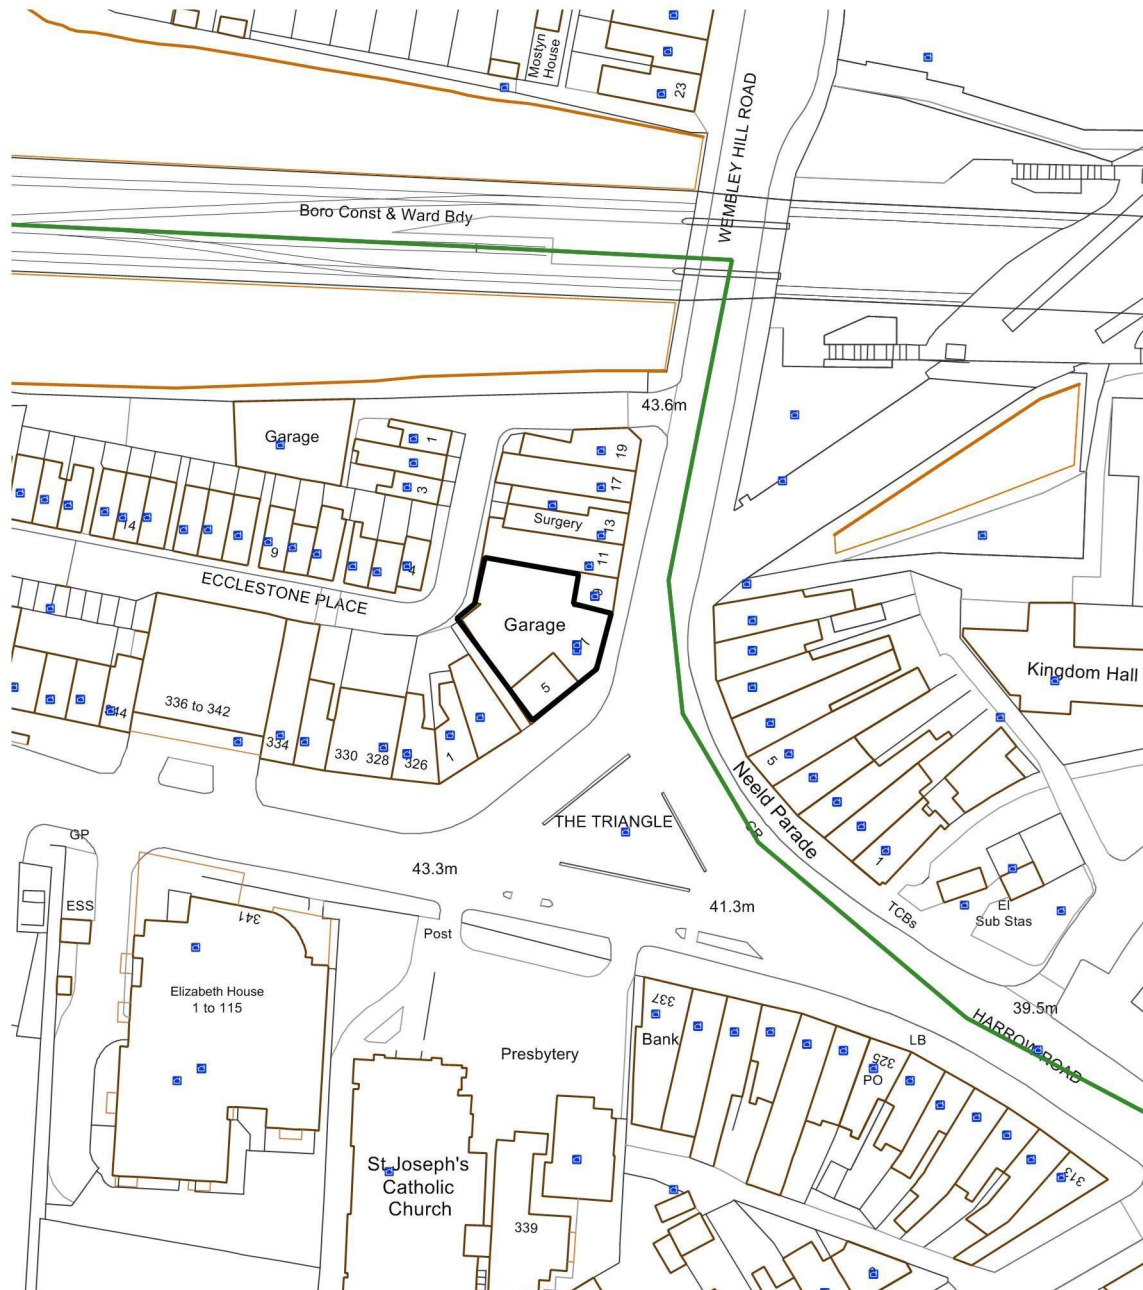 Mostyn
House
23
WEMBLEY HILL ROAD
Boro Const & Ward Bdy
43.6m
Garage
1
3
19
17
Surgery
13
11
9
14
9
4
ECCLESTONE PLACE
Garage
7
5
Kingdom Hall
344
336 to 342
334
330
328
326
1
5
Neeld Parade
CR
1
THE TRIANGLE
GP
43.3m
41.3m
TCBs
El
Sub Stas
ESS
341
Post
Elizabeth House
1 to 115
39.5m
HARROW ROAD
337
Bank
LB
325
PO
Presbytery
St Joseph's
Catholic
Church
339
313